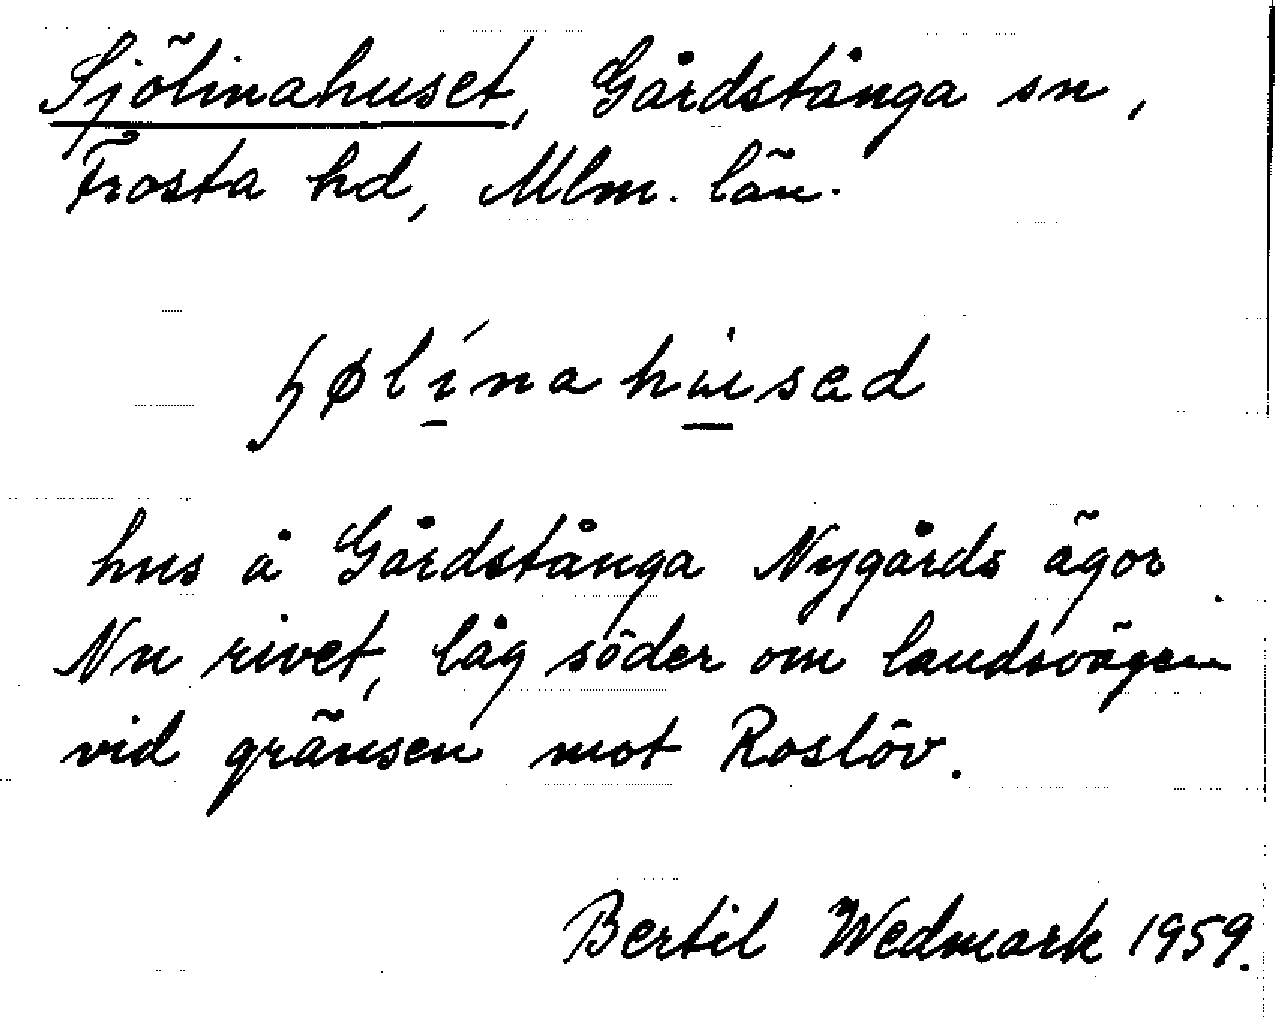 Sjölinahuset, Gårdstånga sn,
Frosta hd, Mlm. län.
hus å Gårdstånga Nygårds ägor.
Nu rivet, låg söder om landsvägen
vid gränsen mot Roslöv.
Bertil Wedmark 1959.